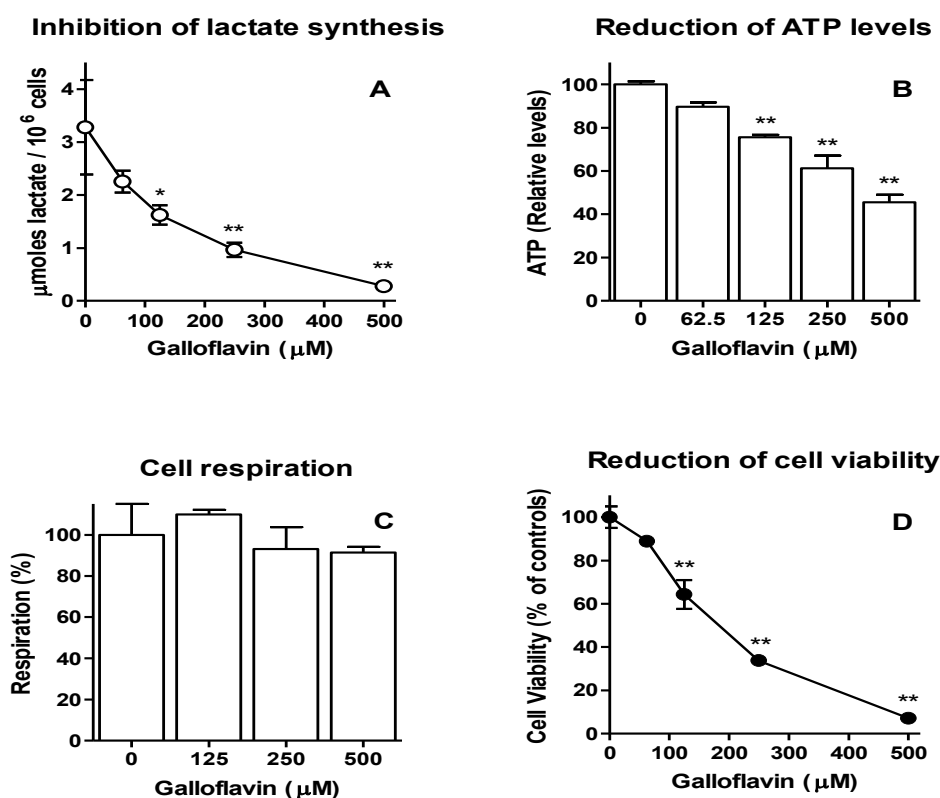 Inhibition of lactate synthesis
A
μmoles lactate / 10 6 cells
4
3
2
1
0
*
**
**
0 100 200 300 400 500
Galloflavin (μM)
Reduction of ATP levels
B
ATP (Relative levels)
100
80
60
40
20
0
**
**
**
0 62.5 125 250 500
Galloflavin (μM)
Cell respiration
C
Respiration (%)
100
80
60
40
20
0
0 125 250 500
Galloflavin (μM)
Reduction of cell viability
D
Cell Viability (% of controls)
100
80
60
40
20
0
**
**
**
0 100 200 300 400 500
Galloflavin (μM)